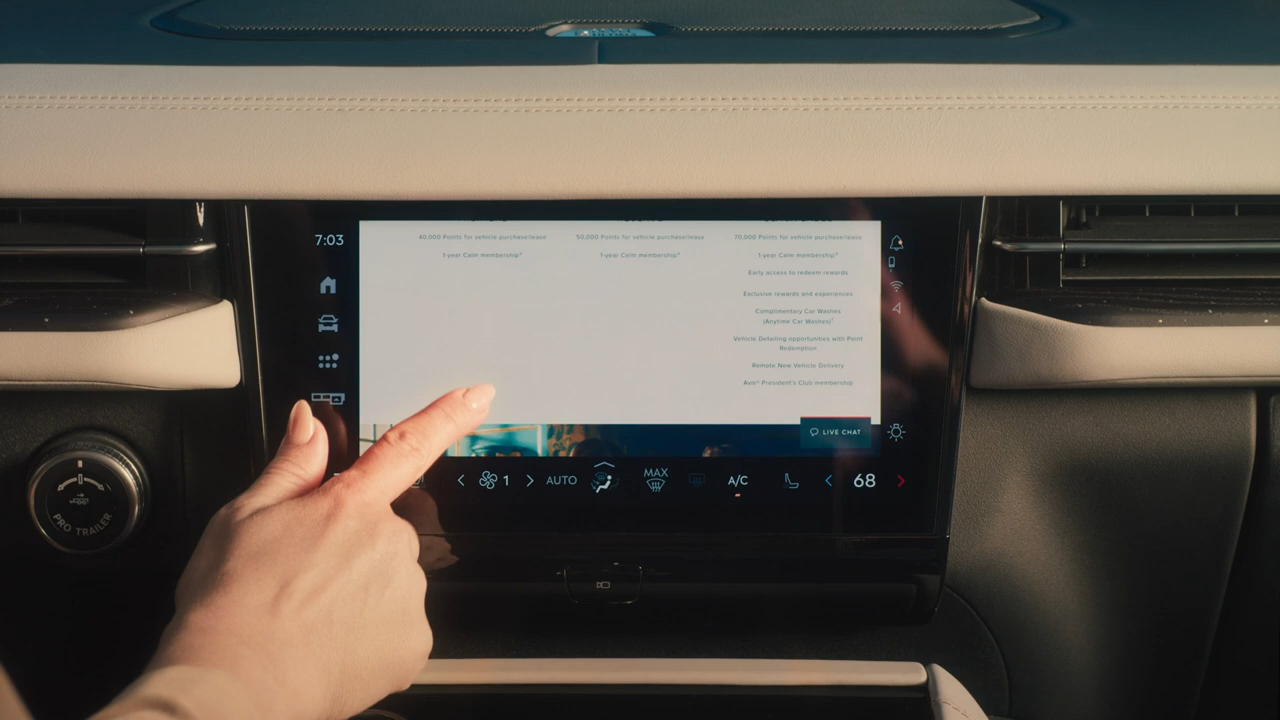 7:03
40,000 Points for vehicle purchase/lease
1-year Calm membership
50,000 Points for vehicle purchase/lease
1-year Calm membership
70,000 Points for vehicle purchase/lease
1-year Calm membership
Early access to redeem rewards
Exclusive rewards and experiences
Complimentary Car Washes
(Anytime Car Washes)
Vehicle Detailing opportunities with Point
Redemption
Remote New Vehicle Delivery
Avis® President's Club membership
LIVE CHAT
1
AUTO
MAX
A/C
68
PRO TRAILER